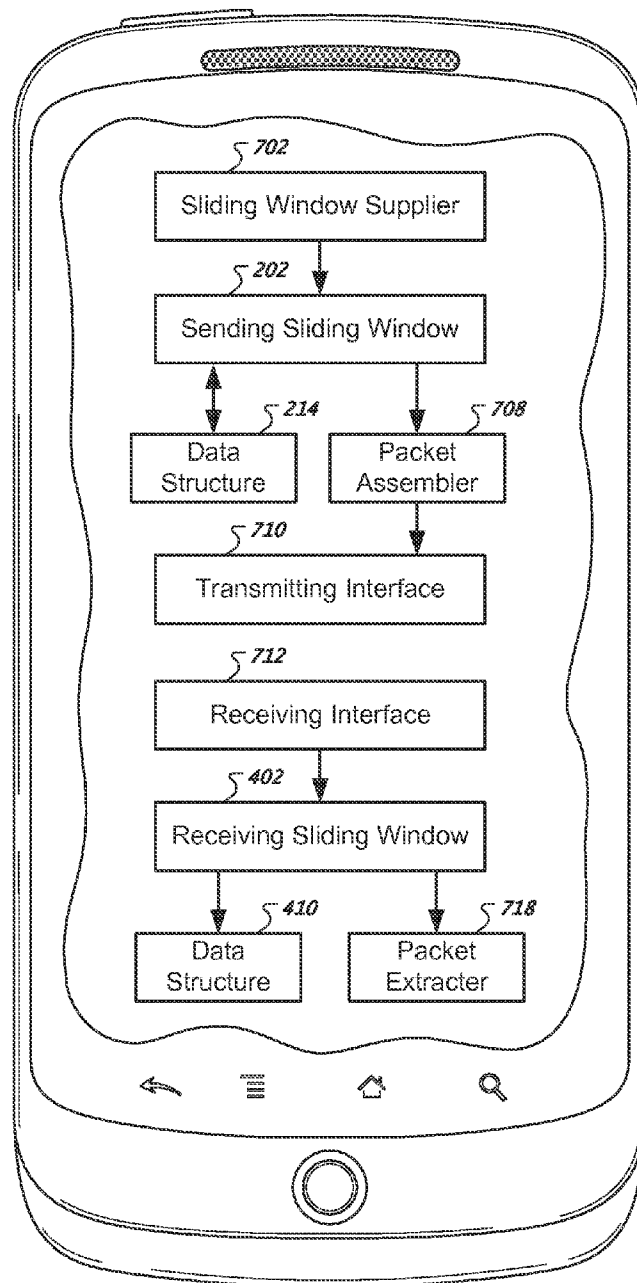 702
Sliding Window Supplier
202
Sending Sliding Window
214
Data
Structure
708
Packet
Assembler
710
Transmitting Interface
712
Receiving Interface
402
Receiving Sliding Window
410
Data
Structure
718
Packet
Extracter